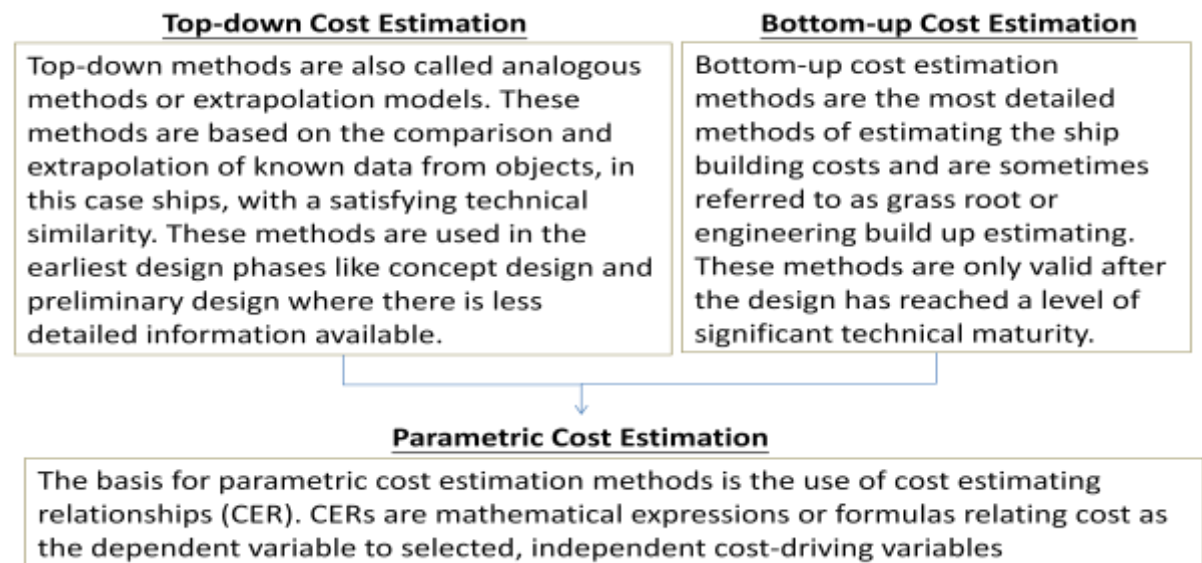 Top-down Cost Estimation
Top-down methods are also called analogous
methods or extrapolation models. These
methods are based on the comparison and
extrapolation of known data from objects, in
this case ships, with a satisfying technical
similarity. These methods are used in the
earliest design phases like concept design and
preliminary design where there is less
detailed information available.
Bottom-up Cost Estimation
Bottom-up cost estimation
methods are the most detailed
methods of estimating the ship
building costs and are sometimes
referred to as grass root or
engineering build up estimating.
These methods are only valid after
the design has reached a level of
significant technical maturity.
Parametric Cost Estimation
The basis for parametric cost estimation methods is the use of cost estimating
relationships (CER). CERs are mathematical expressions or formulas relating cost as
the dependent variable to selected, independent cost-driving variables